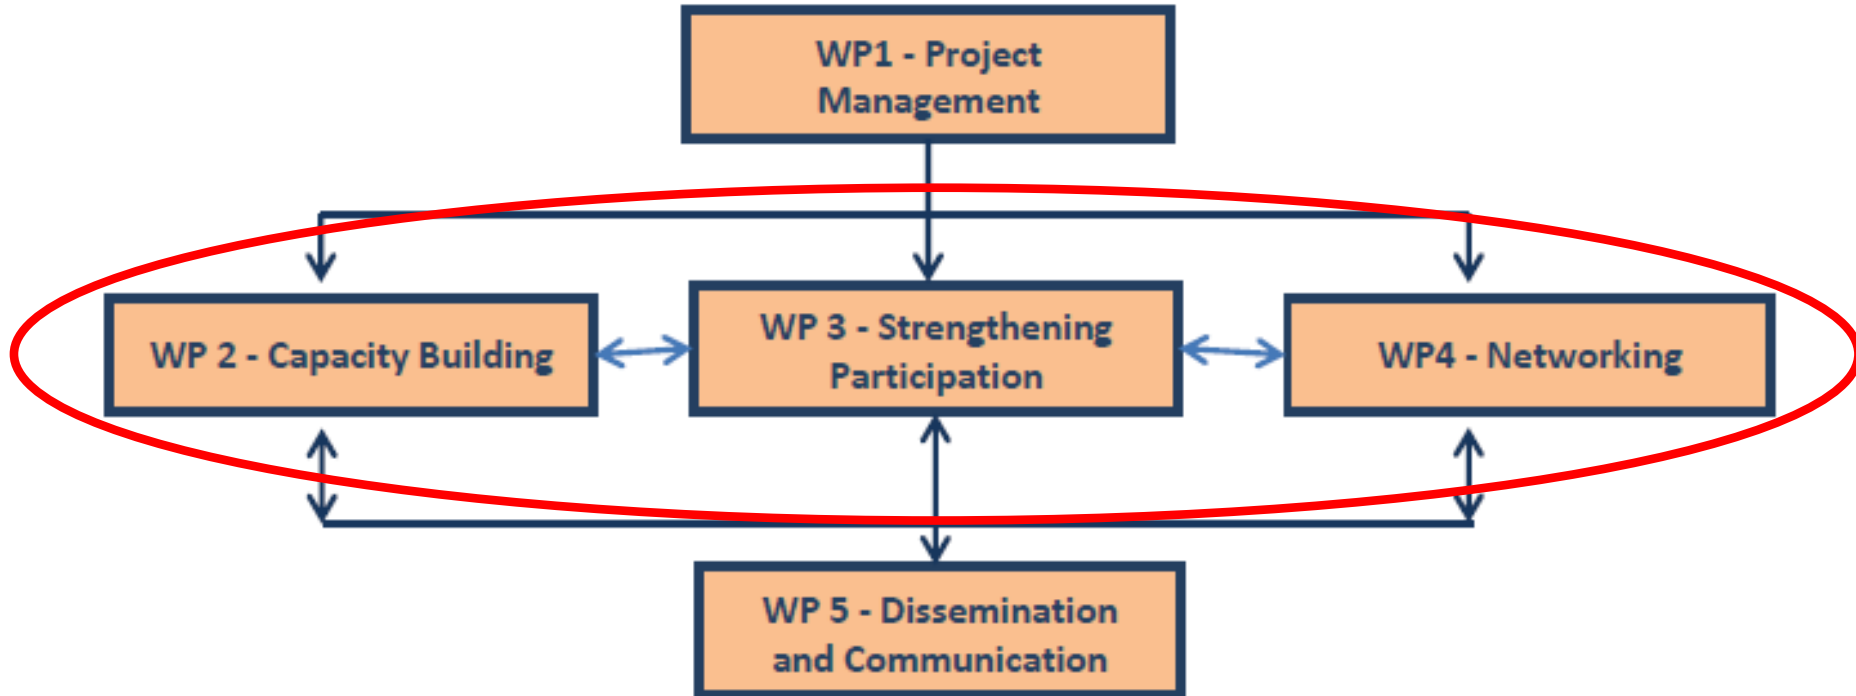 WP1 - Project
Management
WP 2 - Capacity Building
WP 3 - Strengthening
Participation
WP4 - Networking
WP 5 - Dissemination
and Communication